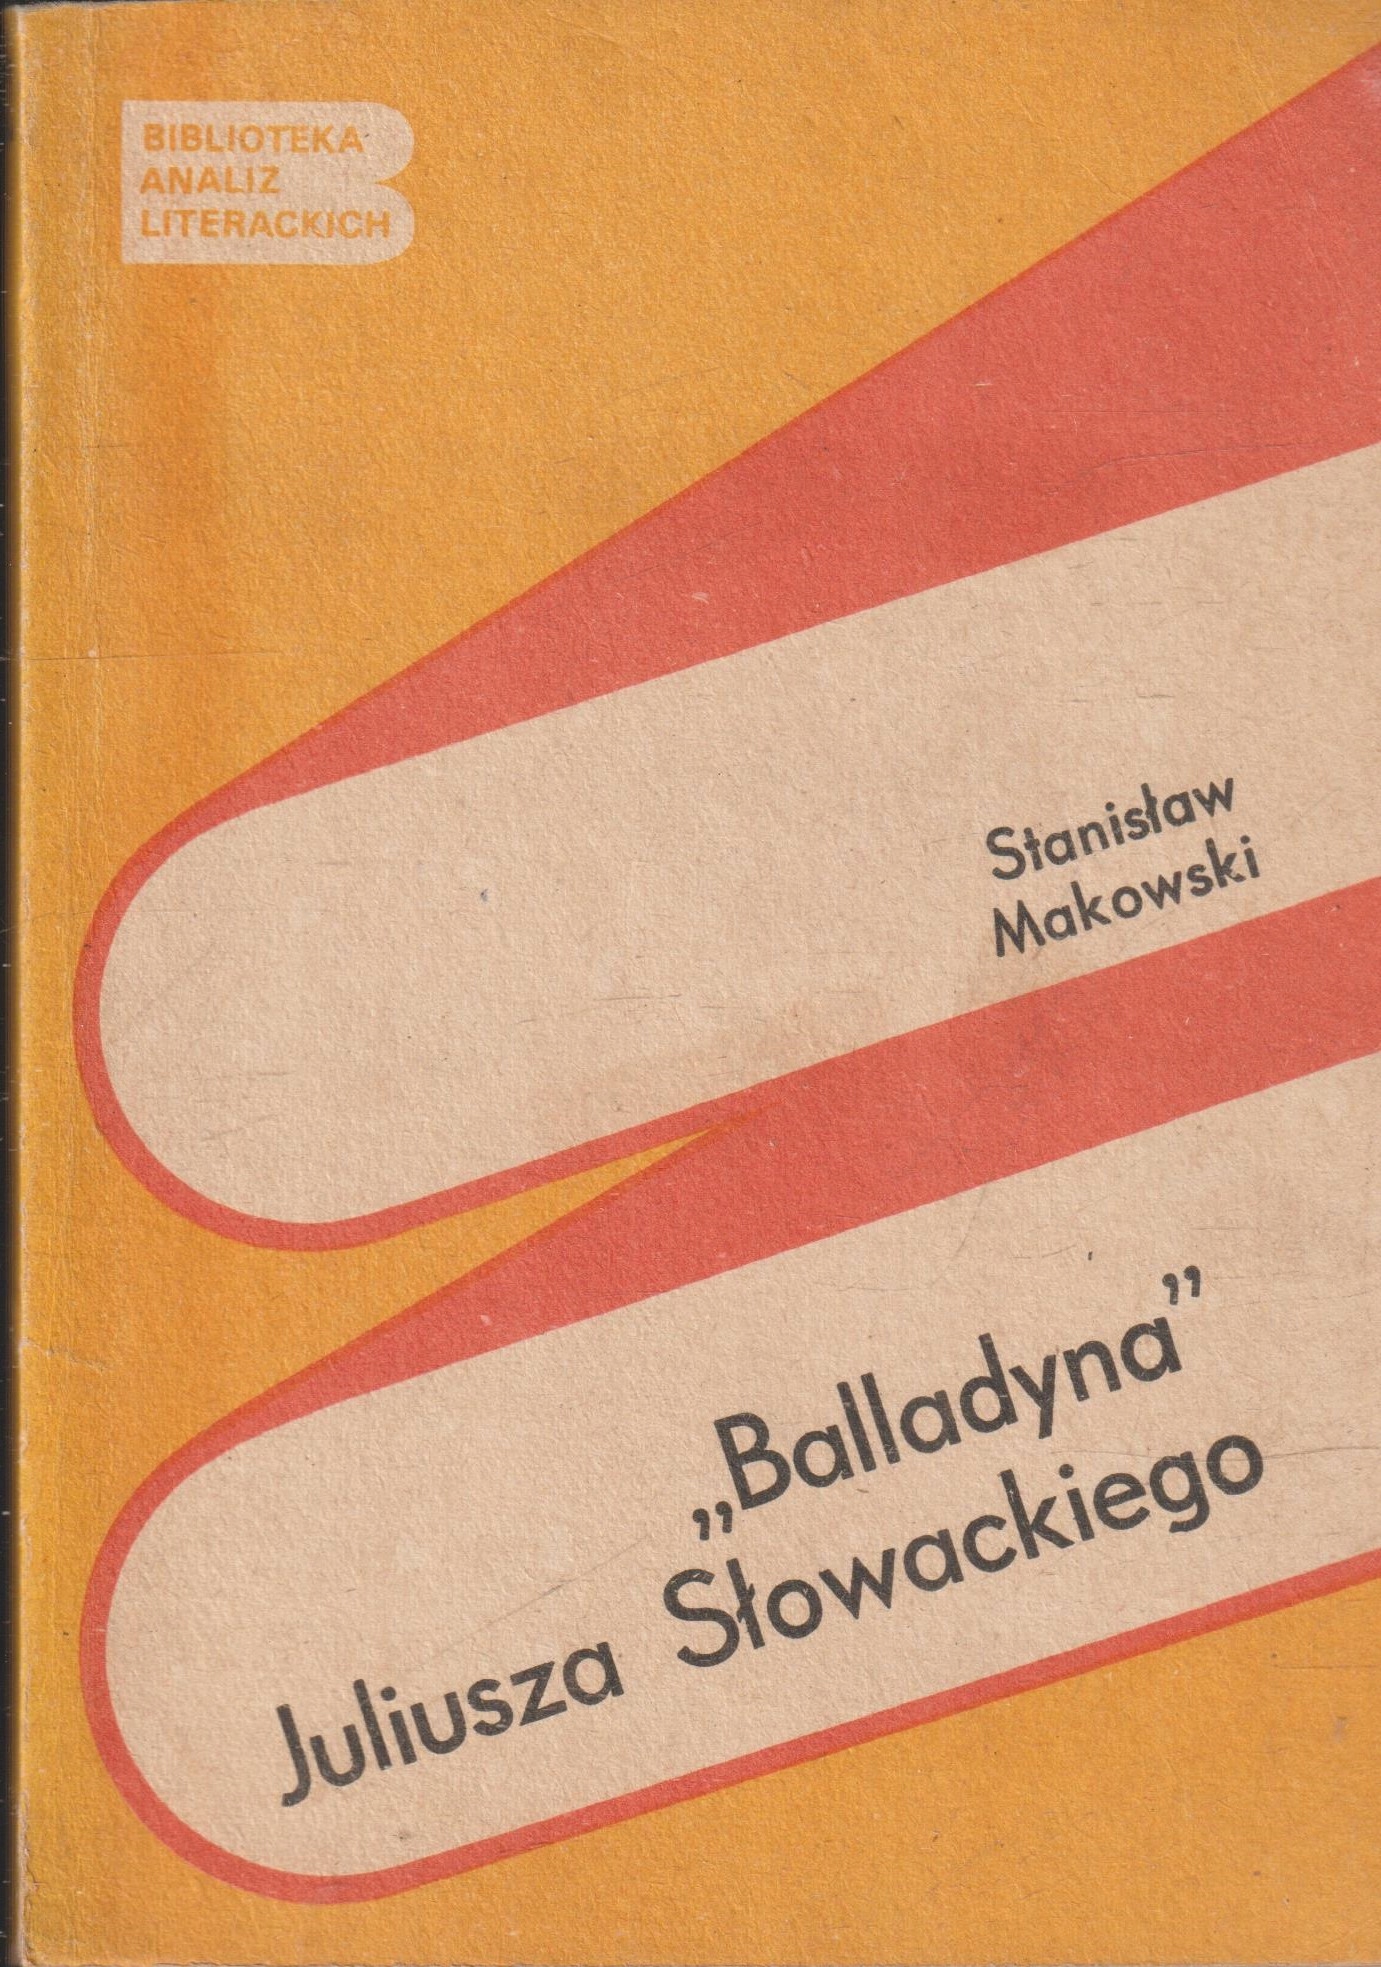 BIBLIOTEKA
ANALIZ
LITERACKICH
Stanisław
Makowski
„Balladyna”
Juliusza Słowackiego